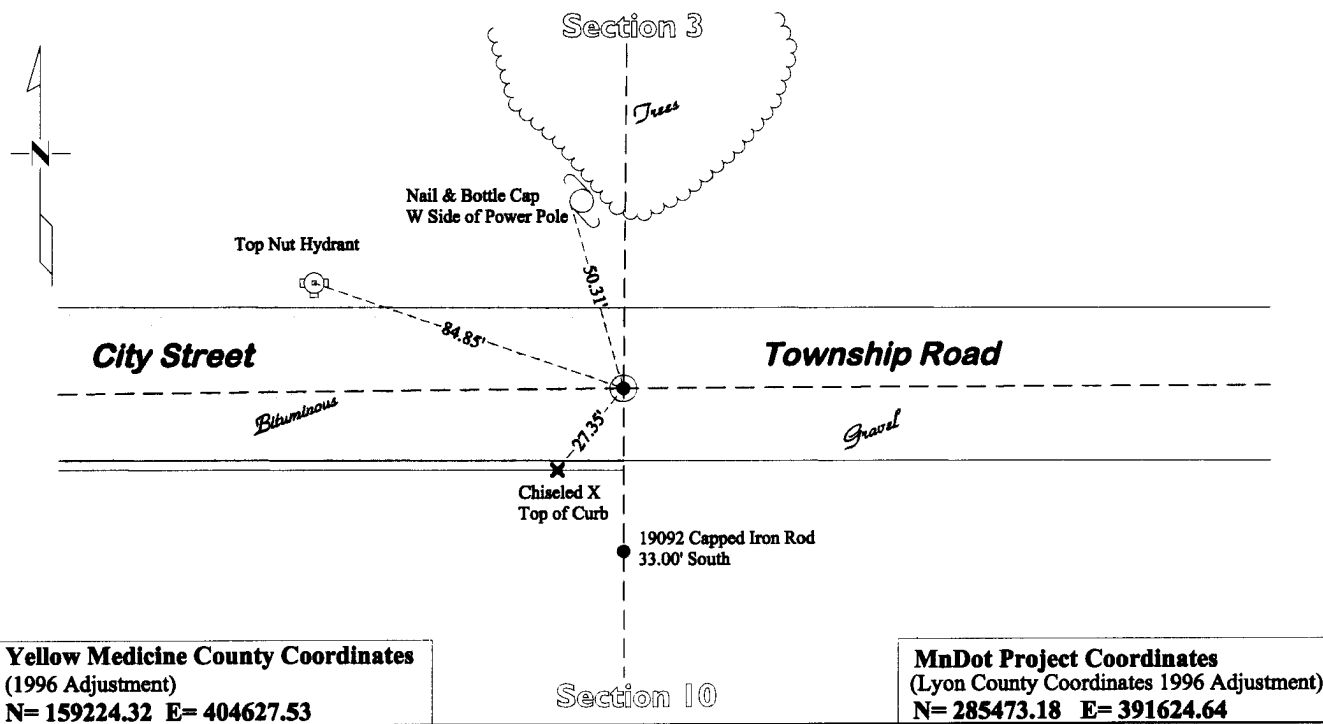 Section 3
Trees
N
Nail & Bottle Cap
W Side of Power Pole
Top Nut Hydrant
50.31'
84.85'
City Street
Township Road
Bituminous
27.35'
Gravel
Chiseled X
Top of Curb
19092 Capped Iron Rod
33.00' South
Yellow Medicine County Coordinates
(1996 Adjustment)
N= 159224.32 E= 404627.53
Section 10
MnDot Project Coordinates
(Lyon County Coordinates 1996 Adjustment)
N= 285473.18 E= 391624.64